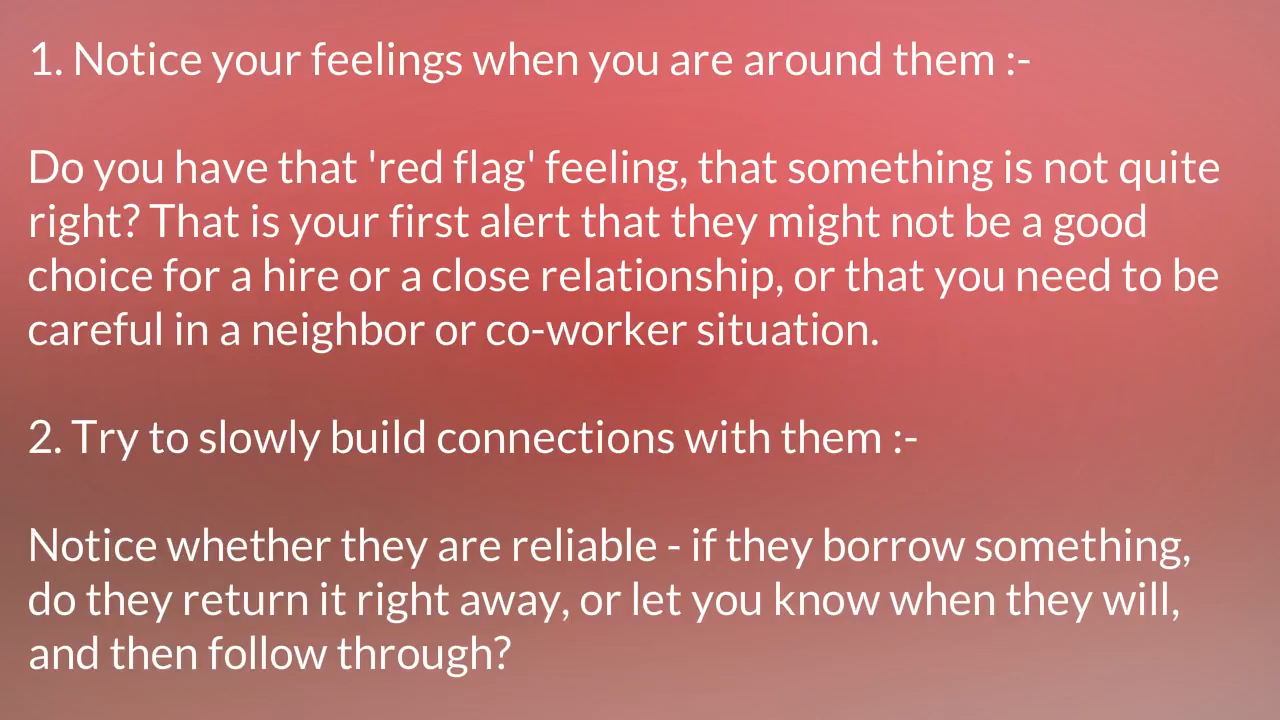 1. Notice your feelings when you are around them :-
Do you have that 'red flag' feeling, that something is not quite
right? That is your first alert that they might not be a good
choice for a hire or a close relationship, or that you need to be
careful in a neighbor or co-worker situation.
2. Try to slowly build connections with them :-
Notice whether they are reliable - if they borrow something,
do they return it right away, or let you know when they will,
and then follow through?